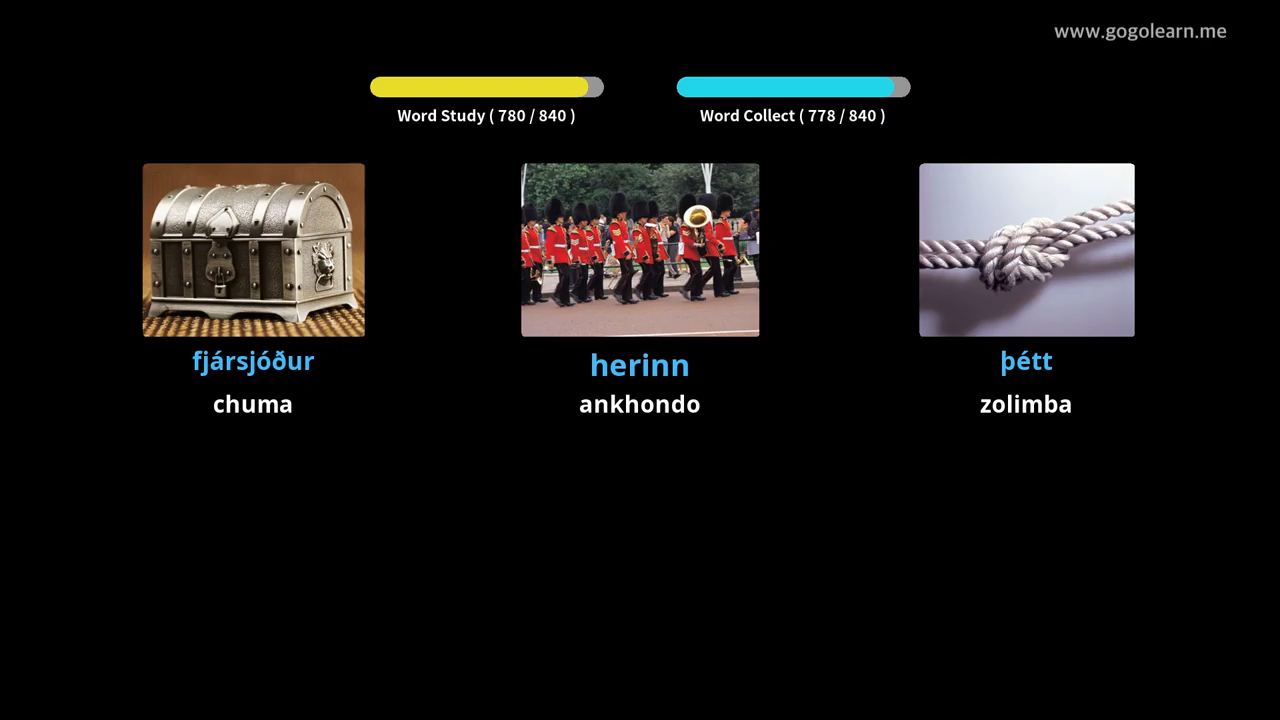 www.gogolearn.me
Word Study ( 780 / 840 )
Word Collect ( 778 / 840 )
fjársjóður
herinn
þétt
chuma
ankhondo
zolimba